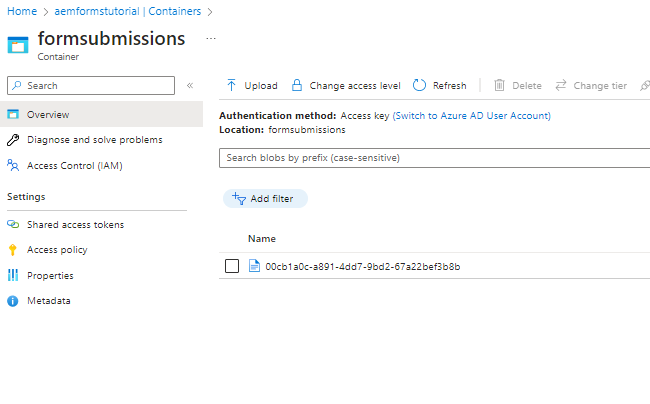 Home > aemformstutorial | Containers >
formsubmissions ...
Container
Search
«
Upload Change access level Refresh Delete Change tier
Overview
Diagnose and solve problems
Access Control (IAM)
Settings
Shared access tokens
Access policy
Properties
Metadata
Authentication method: Access key (Switch to Azure AD User Account)
Location: formsubmissions
Search blobs by prefix (case-sensitive)
Add filter
Name
00cb1a0c-a891-4dd7-9bd2-67a22bef3b8b